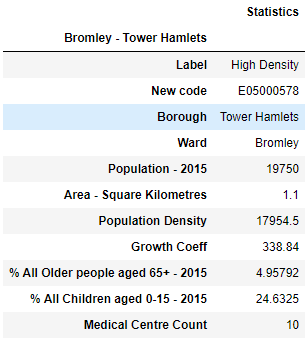 Statistics
Bromley - Tower Hamlets
Label High Density
New code E05000578
Borough Tower Hamlets
Ward Bromley
Population - 2015 19750
Area - Square Kilometres 1.1
Population Density 17954.5
Growth Coeff 338.84
% All Older people aged 65+ - 2015 4.95792
% All Children aged 0-15 - 2015 24.6325
Medical Centre Count 10